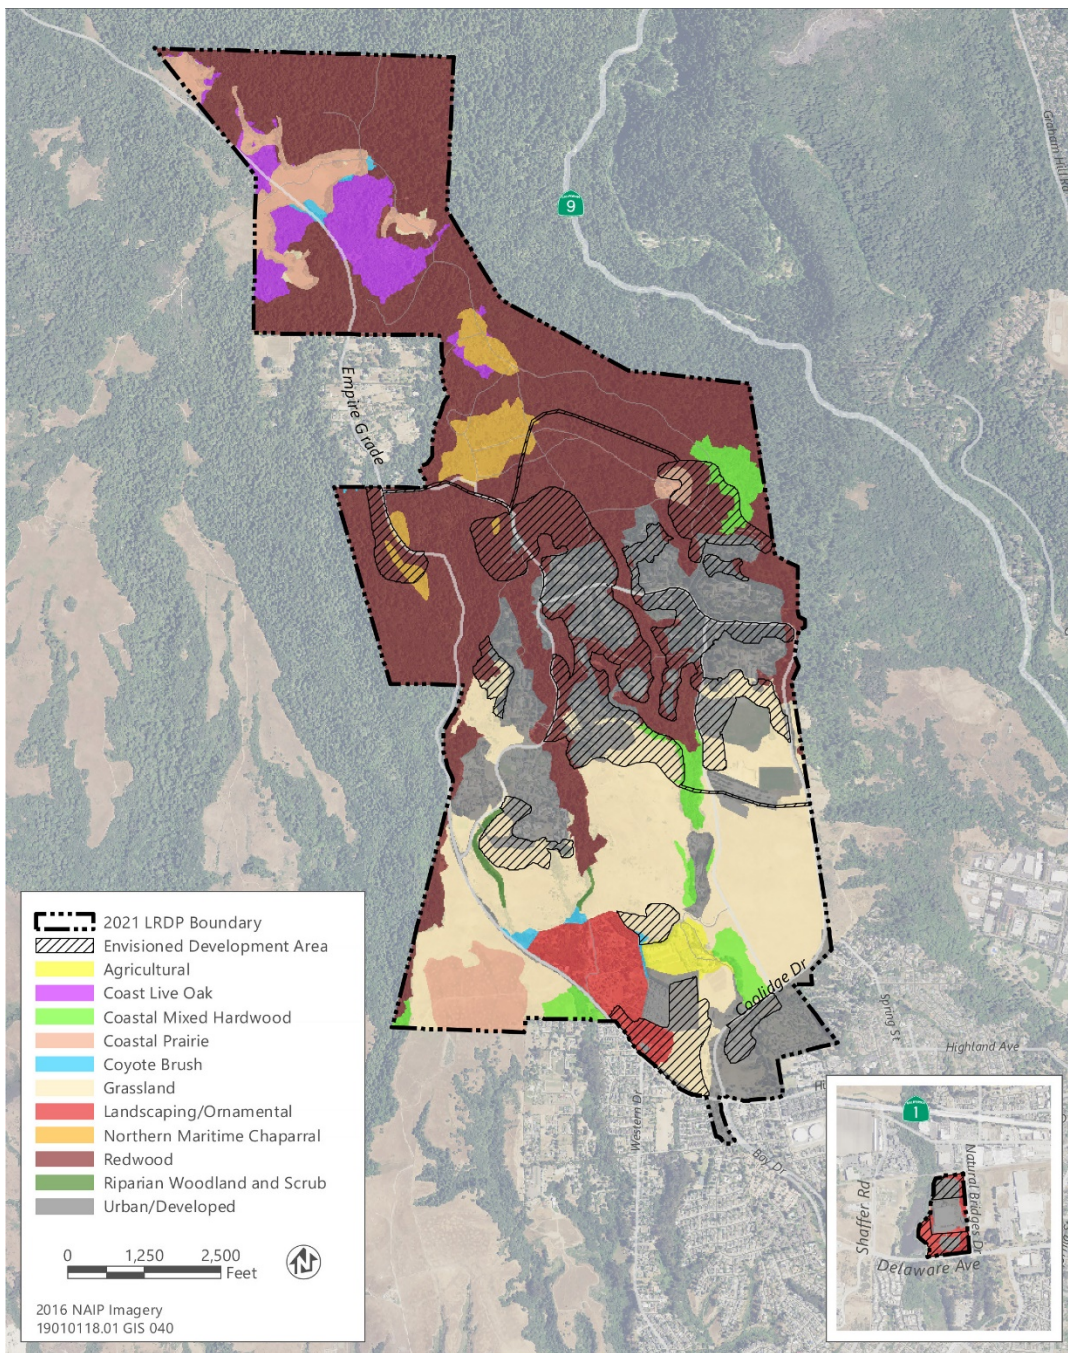 Graham Hill Rd
CALIFORNIA
9
Empire Grade
Coolidge Dr
Spring St
Highland Ave
Western Dr
Bay Dr
2021 LRDP Boundary
Envisioned Development Area
Agricultural
Coast Live Oak
Coastal Mixed Hardwood
Coastal Prairie
Coyote Brush
Grassland
Landscaping/Ornamental
Northern Maritime Chaparral
Redwood
Riparian Woodland and Scrub
Urban/Developed
0 1,250 2,500
Feet
N
2016 NAIP Imagery
19010118.01 GIS 040
CALIFORNIA
1
Shaffer Rd
Natural Bridges Dr
Delaware Ave